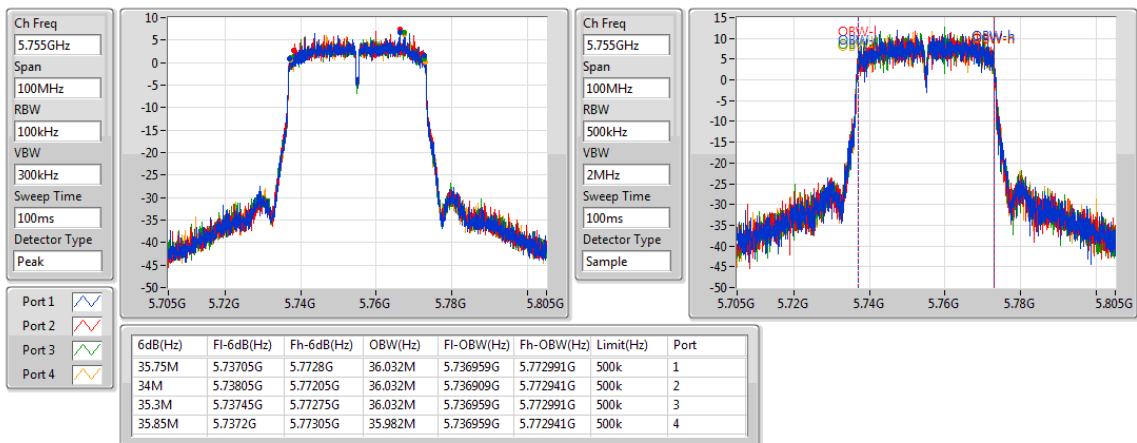 Ch Freq
5.755GHz
Span
100MHz
RBW
100kHz
VBW
300kHz
Sweep Time
100ms
Detector Type
Peak
10
5
0
-5
-10
-15
-20
-25
-30
-35
-40
-45
-50
5.705G 5.72G 5.74G 5.76G 5.78G 5.805G
Ch Freq
5.755GHz
Span
100MHz
RBW
500kHz
VBW
2MHz
Sweep Time
100ms
Detector Type
Sample
15
10
5
0
-5
-10
-15
-20
-25
-30
-35
-40
-45
-50
OBW-l
OBW-h
5.705G 5.72G 5.74G 5.76G 5.78G 5.805G
Port 1
Port 2
Port 3
Port 4
6dB(Hz) Fl-6dB(Hz) Fh-6dB(Hz) OBW(Hz) Fl-OBW(Hz) Fh-OBW(Hz) Limit(Hz) Port
35.75M 5.73705G 5.7728G 36.032M 5.736959G 5.772991G 500k 1
34M 5.73805G 5.77205G 36.032M 5.736909G 5.772941G 500k 2
35.3M 5.73745G 5.77275G 36.032M 5.736959G 5.772991G 500k 3
35.85M 5.7372G 5.77305G 35.982M 5.736959G 5.772941G 500k 4